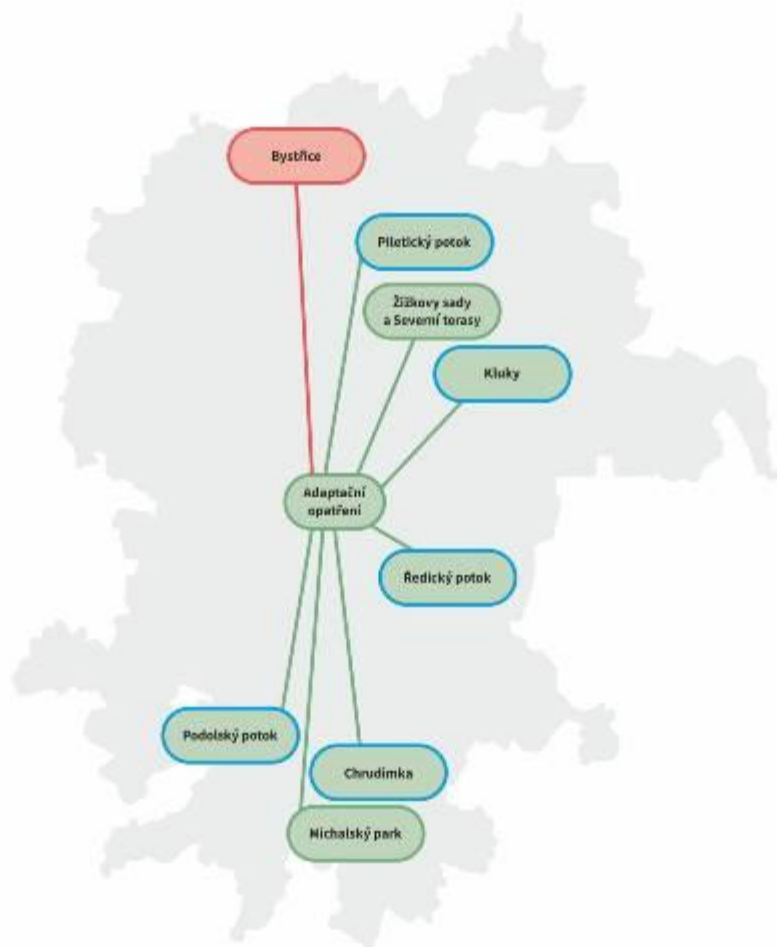 Bystřice
Piletický potok
Žižkovy sady
a Severní terasy
Kluky
Adaptační
opatření
Ředický potok
Podolský potok
Chrudimka
Michalský park